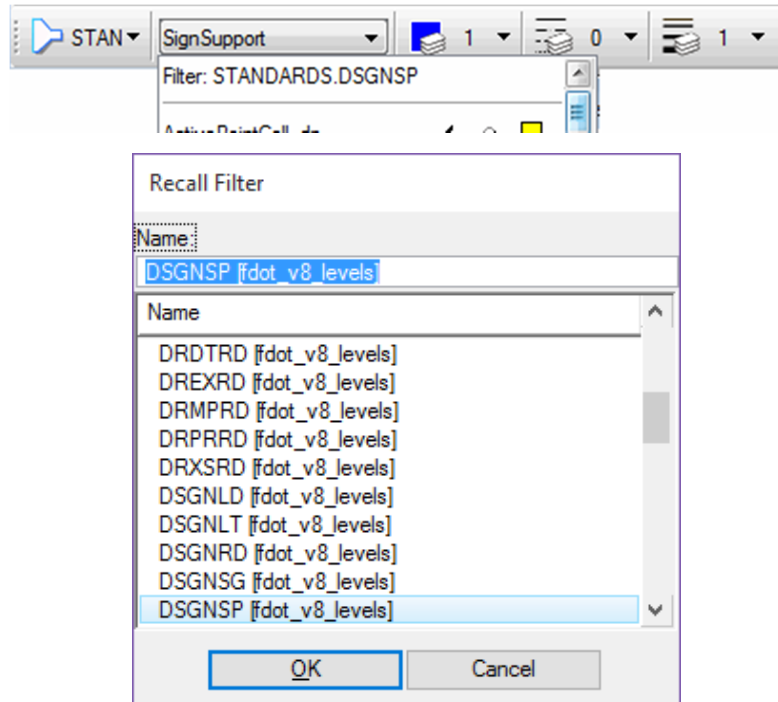 STAN SignSupport 1 0 1
Filter: STANDARDS.DSGNSP
Recall Filter
Name:
DSGNSP [fdot_v8_levels]
Name
DRDTRD [fdot_v8_levels]
DREXRD [fdot_v8_levels]
DRMPRD [fdot_v8_levels]
DRPRRD [fdot_v8_levels]
DRXSRD [fdot_v8_levels]
DSGNLD [fdot_v8_levels]
DSGNLT [fdot_v8_levels]
DSGNRD [fdot_v8_levels]
DSGNSG [fdot_v8_levels]
DSGNSP [fdot_v8_levels]
OK Cancel